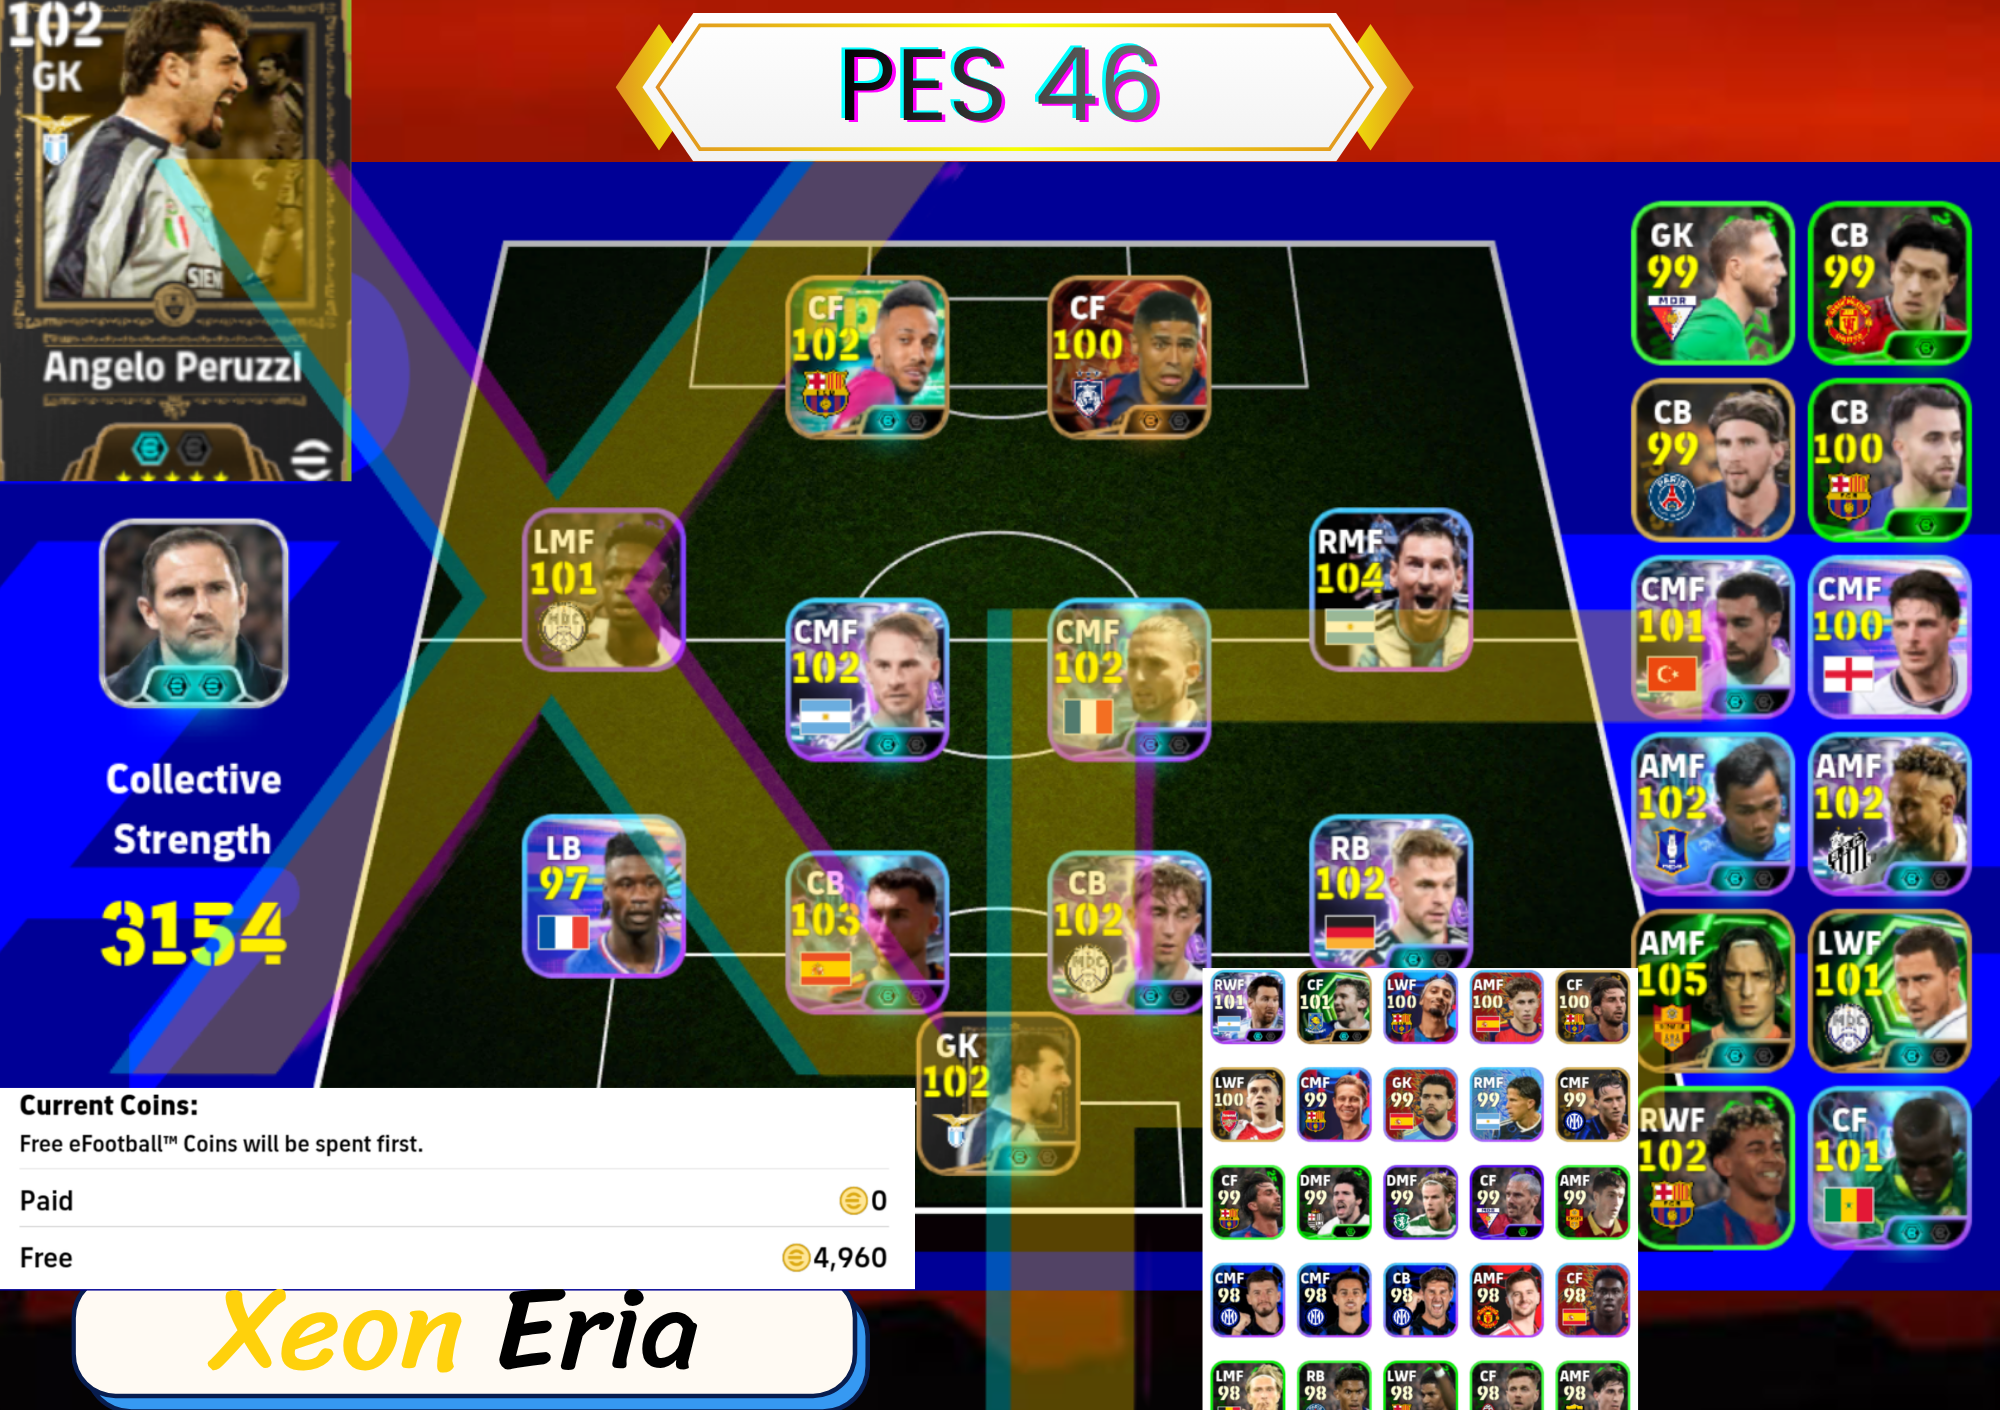 PES 46
102
GK
SIEM
Angelo Peruzzi
Collective
Strength
3154
CF
102
CF
100
LMF
101
MDC
RMF
104
CMF
102
CMF
102
LB
97
CB
103
CB
102
MDC
RB
102
GK
102
GK
99
MDR
CB
99
CB
99
PARIS
CB
100
CMF
101
CMF
100
AMF
102
AMF
102
AMF
105
LWF
101
MDC
RWF
102
CF
101
RWF
101
CF
101
LWF
100
AMF
100
CF
100
LWF
100
CMF
99
GK
99
RMF
99
CMF
99
CF
99
DMF
99
DMF
99
CF
99
AMF
99
CMF
98
CMF
98
CB
98
AMF
98
CF
98
LMF
98
RB
98
LWF
98
CF
98
AMF
98
Current Coins:
Free eFootball™ Coins will be spent first.
Paid 0
Free 4,960
Xeon Eria